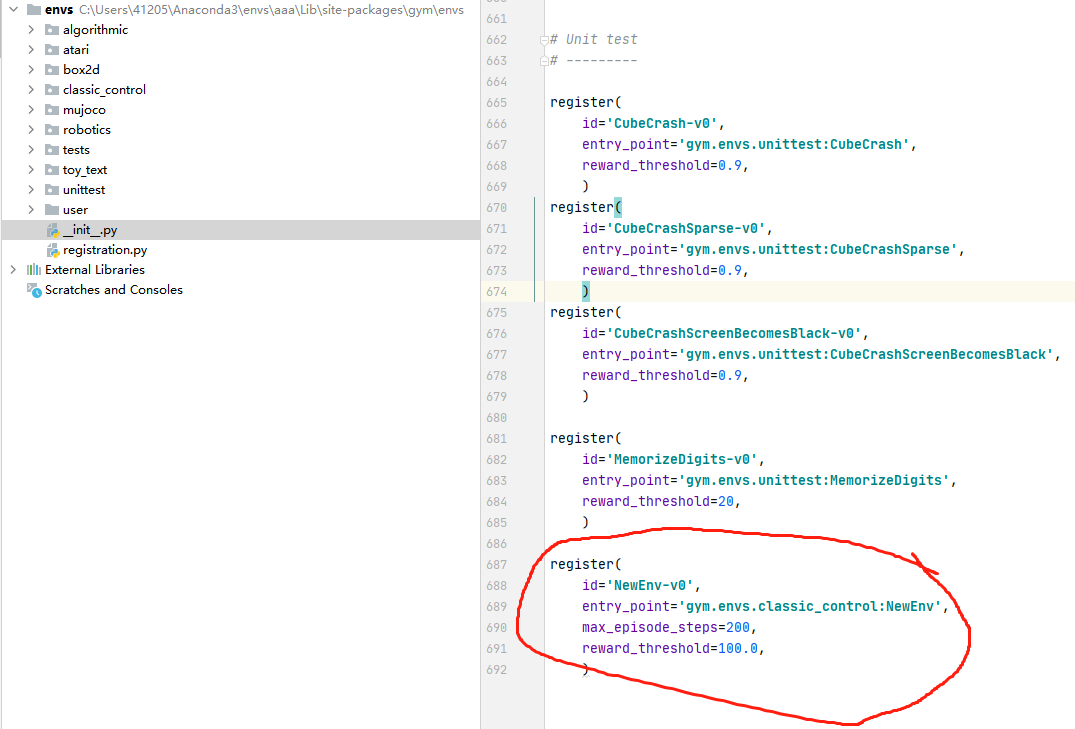 envs C:\Users\41205\Anaconda3\envs\aaa\Lib\site-packages\gym\envs
algorithmic
atari
box2d
classic_control
mujoco
robotics
tests
toy_text
unittest
user
__init__.py
registration.py
External Libraries
Scratches and Consoles
661
662 # Unit test
663 # ---------
664
665 register(
666 id='CubeCrash-v0',
667 entry_point='gym.envs.unittest:CubeCrash',
668 reward_threshold=0.9,
669 )
670 register(
671 id='CubeCrashSparse-v0',
672 entry_point='gym.envs.unittest:CubeCrashSparse',
673 reward_threshold=0.9,
674 )
675 register(
676 id='CubeCrashScreenBecomesBlack-v0',
677 entry_point='gym.envs.unittest:CubeCrashScreenBecomesBlack',
678 reward_threshold=0.9,
679 )
680
681 register(
682 id='MemorizeDigits-v0',
683 entry_point='gym.envs.unittest:MemorizeDigits',
684 reward_threshold=20,
685 )
686
687 register(
688 id='NewEnv-v0',
689 entry_point='gym.envs.classic_control:NewEnv',
690 max_episode_steps=200,
691 reward_threshold=100.0,
692 )